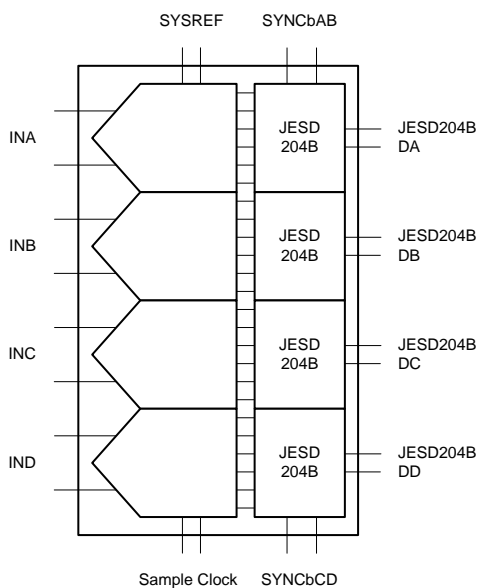 SYSREF SYNCbAB
INA
JESD
204B
JESD204B
DA
INB
JESD
204B
JESD204B
DB
INC
JESD
204B
JESD204B
DC
IND
JESD
204B
JESD204B
DD
Sample Clock SYNCbCD